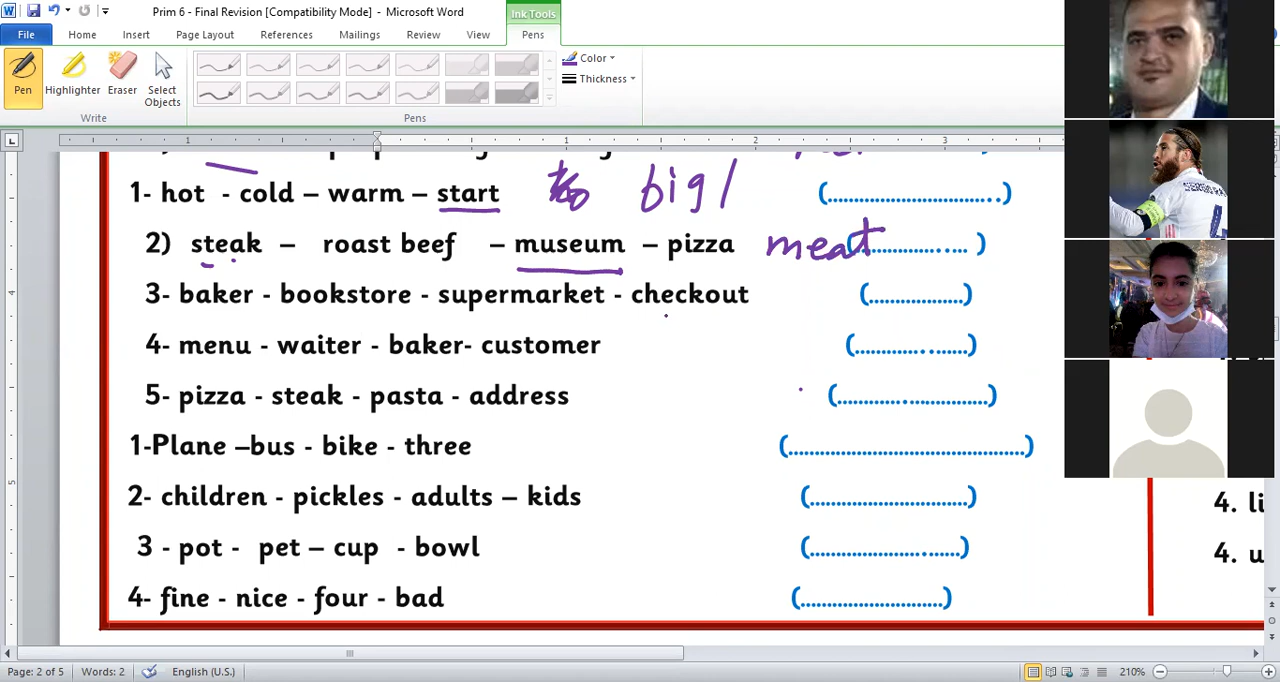 Prim 6 - Final Revision [Compatibility Mode] - Microsoft Word
Ink Tools
File Home Insert Page Layout References Mailings Review View Pens
Pen Highlighter Eraser Select Objects
Color
Thickness
Write Pens
1- hot - cold – warm – start big (..............................)
2) steak – roast beef – museum – pizza meat (....................)
3- baker - bookstore - supermarket - checkout (.................)
4- menu - waiter - baker- customer (.....................)
5- pizza - steak - pasta - address (...........................)
1-Plane –bus - bike - three (..........................................)
2- children - pickles - adults – kids (............................)
3 - pot - pet – cup - bowl (............................)
4- fine - nice - four - bad (.........................)
4. li
4. u
Page: 2 of 5 Words: 2 English (U.S.) 210%